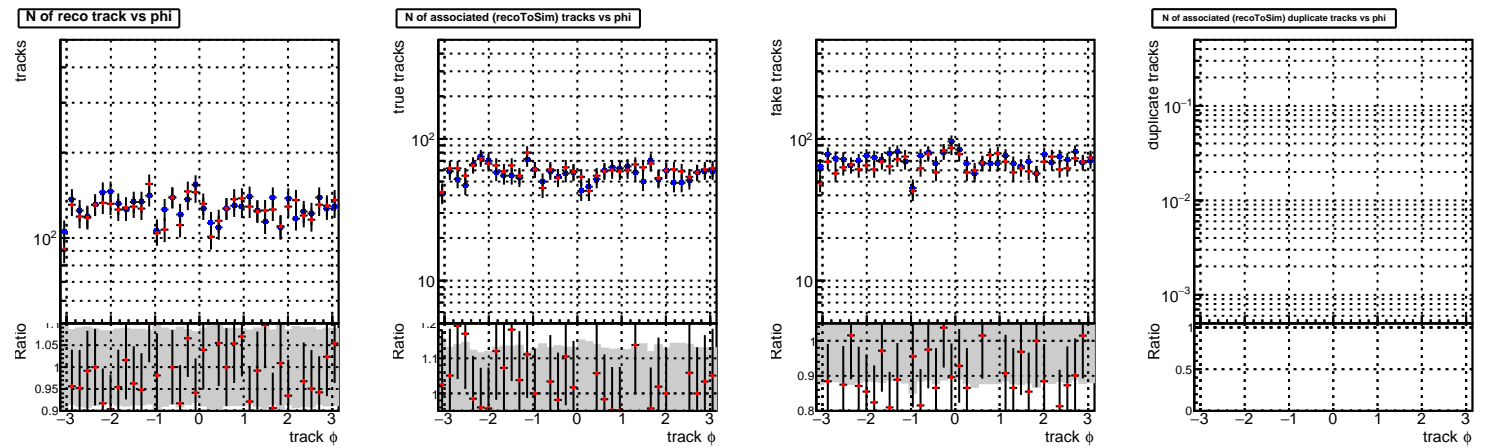 N of reco track vs phi
tracks
10²
Ratio
1.1
1.05
1
0.95
0.9
−3 −2 −1 0 1 2 3
track ϕ
N of associated (recoToSim) tracks vs phi
true tracks
10²
10
Ratio
1.2
1.1
1
−3 −2 −1 0 1 2 3
track ϕ
fake tracks
10²
10
Ratio
1
0.9
0.8
−3 −2 −1 0 1 2 3
track ϕ
N of associated (recoToSim) duplicate tracks vs phi
duplicate tracks
10⁻¹
10⁻²
10⁻³
Ratio
1
0.5
0
−3 −2 −1 0 1 2 3
track ϕ